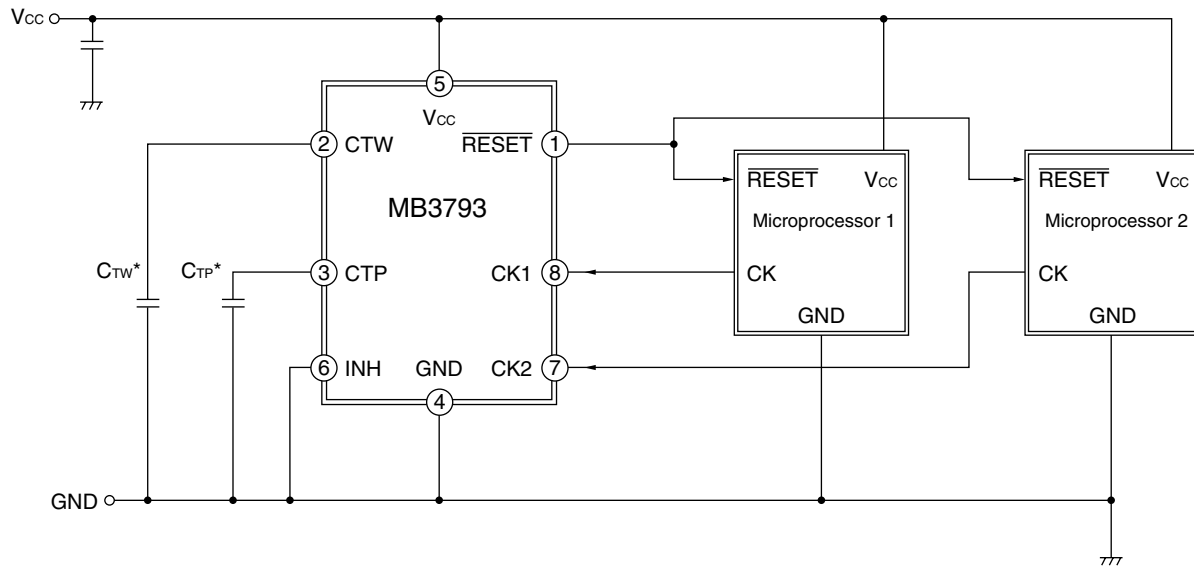 VCC
5
VCC
2 CTW
RESET 1
MB3793
RESET VCC
Microprocessor 1
RESET VCC
Microprocessor 2
CTW*
CTP*
3 CTP
CK1 8
CK
CK
GND
GND
6 INH
GND
CK2 7
4
GND